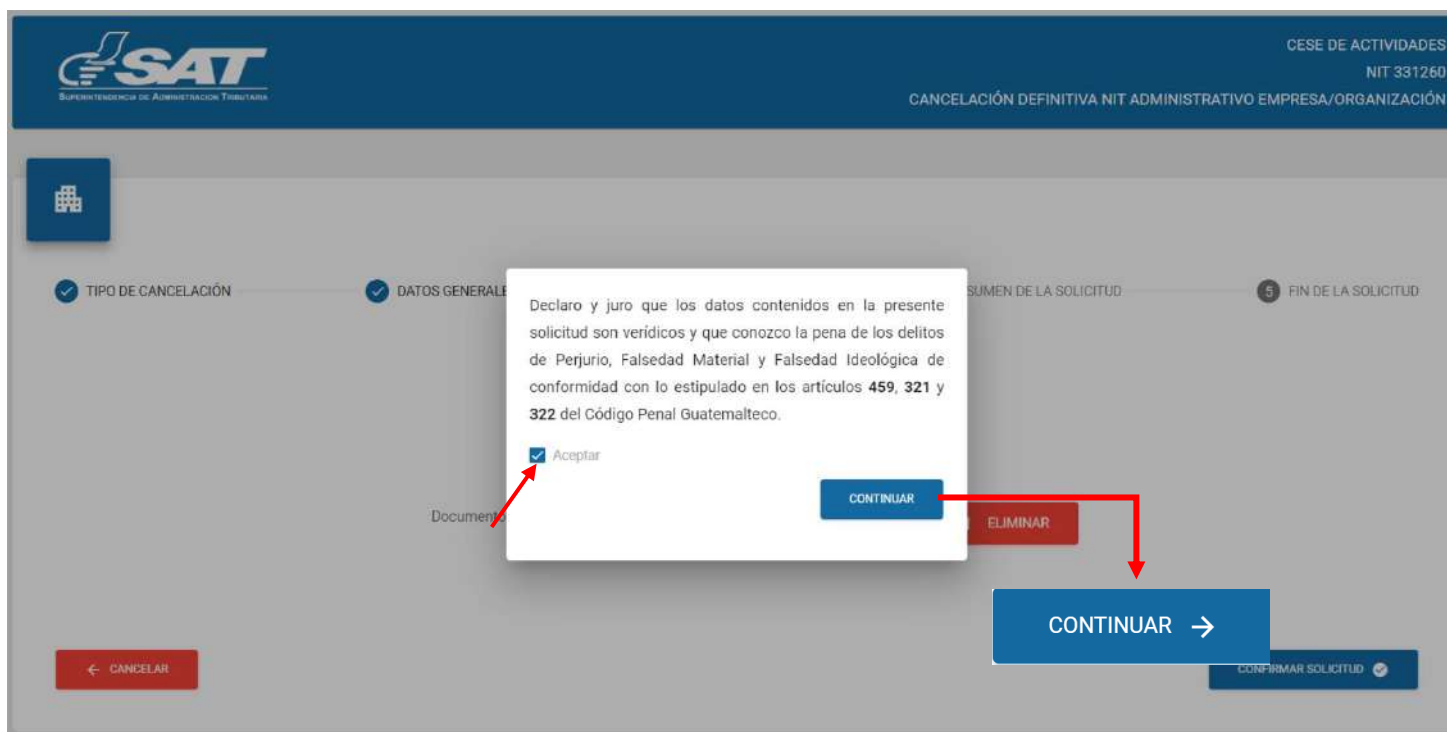 SAT
SUPERINTENDENCIA DE ADMINISTRACION TRIBUTARIA
CESE DE ACTIVIDADES
NIT 331260
CANCELACIÓN DEFINITIVA NIT ADMINISTRATIVO EMPRESA/ORGANIZACIÓN
TIPO DE CANCELACIÓN
DATOS GENERALE
SUMEN DE LA SOLICITUD
5 FIN DE LA SOLICITUD
Declaro y juro que los datos contenidos en la presente
solicitud son verídicos y que conozco la pena de los delitos
de Perjurio, Falsedad Material y Falsedad Ideológica de
conformidad con lo estipulado en los artículos 459, 321 y
322 del Código Penal Guatemalteco.
Aceptar
CONTINUAR
Documento
ELIMINAR
CONTINUAR →
← CANCELAR
CONFIRMAR SOLICITUD